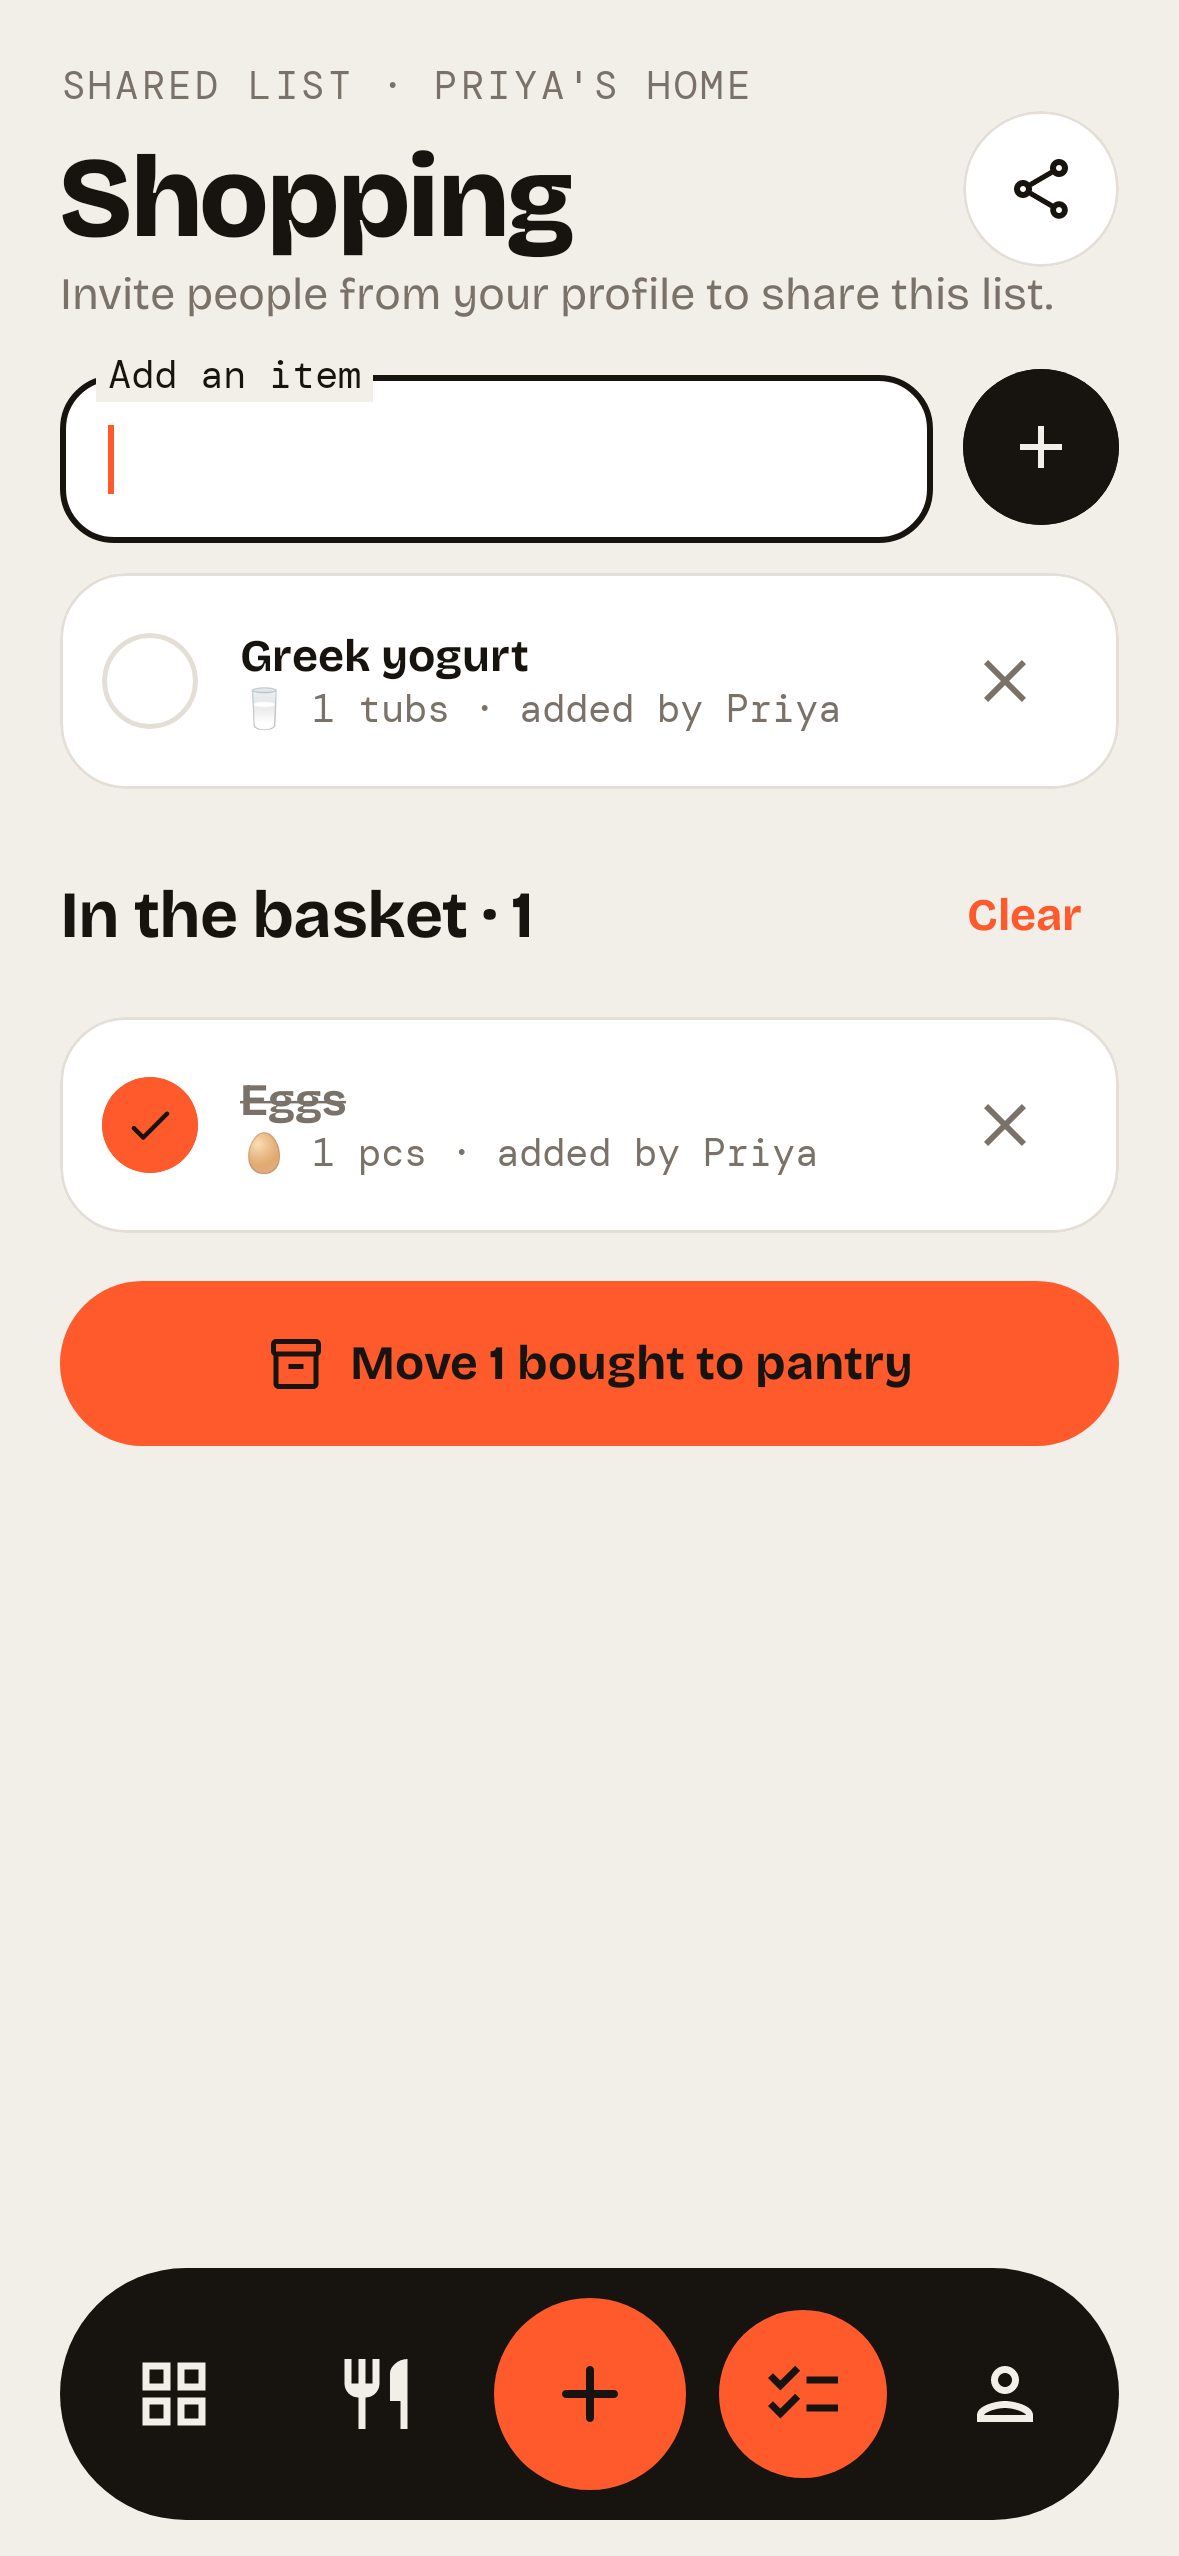 SHARED LIST · PRIYA'S HOME
Shopping
Invite people from your profile to share this list.
Add an item
Greek yogurt
1 tubs · added by Priya
In the basket · 1
Clear
Eggs
1 pcs · added by Priya
Move 1 bought to pantry